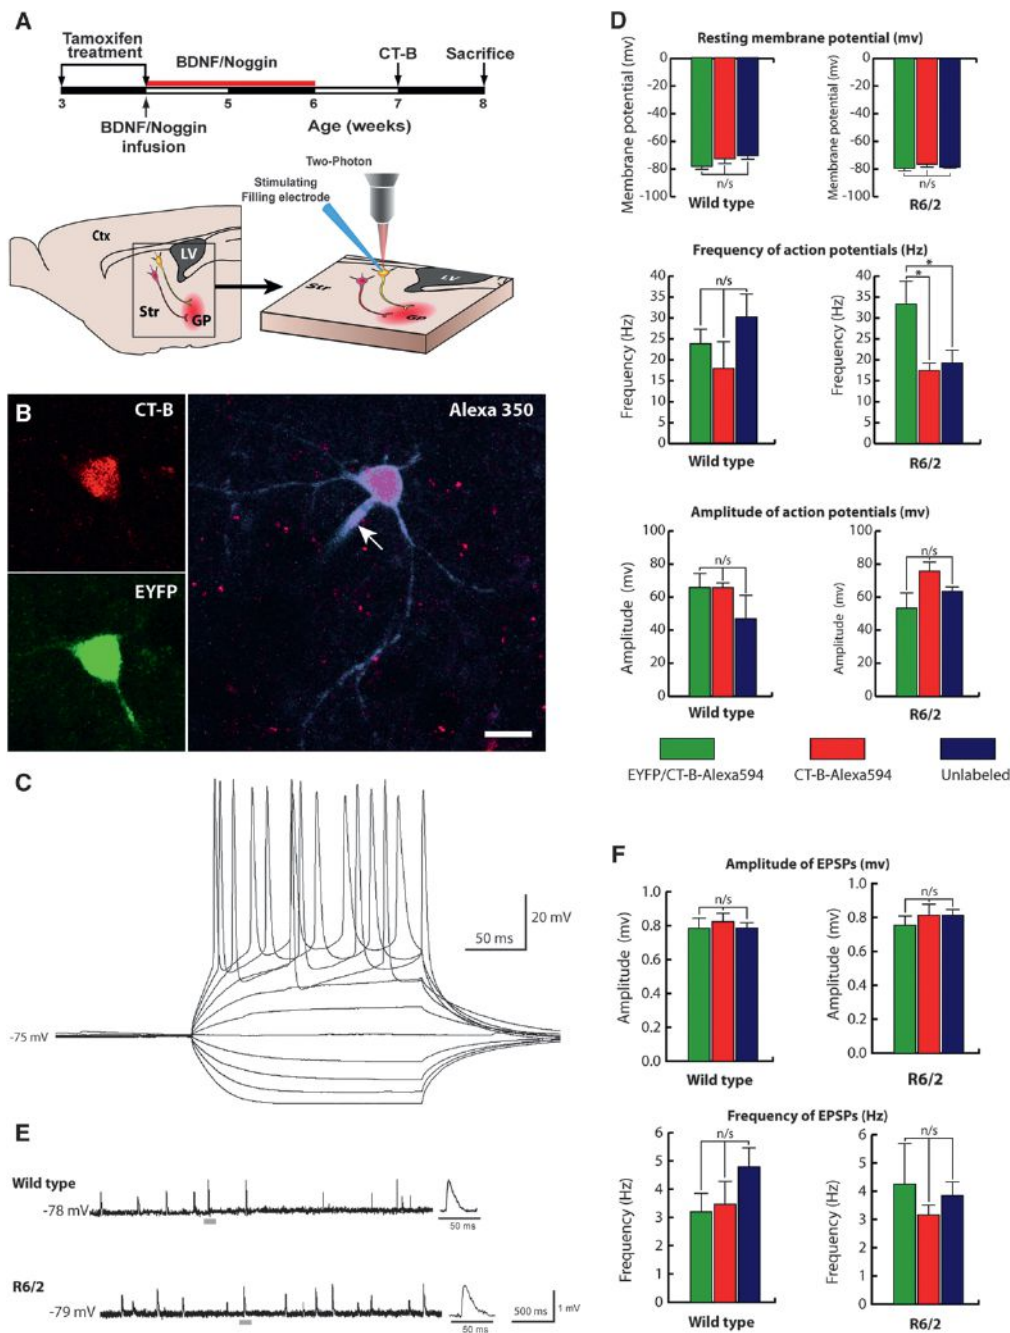 A
Tamoxifen
treatment
BDNF/Noggin
CT-B
Sacrifice
3
4
5
6
7
8
BDNF/Noggin
infusion
Age (weeks)
Two-Photon
Stimulating
Filling electrode
Ctx
LV
Str
GP
Str
LV
GP
B
CT-B
Alexa 350
EYFP
C
20 mV
50 ms
-75 mV
E
Wild type
-78 mV
50 ms
R6/2
-79 mV
50 ms
500 ms
1 mV
D
Resting membrane potential (mv)
Membrane potential (mv)
0
-20
-40
-60
-80
-100
n/s
Wild type
Membrane potential (mv)
0
-20
-40
-60
-80
-100
n/s
R6/2
Frequency of action potentials (Hz)
Frequency (Hz)
40
35
30
25
20
15
10
5
0
n/s
Wild type
Frequency (Hz)
40
35
30
25
20
15
10
5
0
*
*
R6/2
Amplitude of action potentials (mv)
Amplitude (mv)
100
80
60
40
20
0
n/s
Wild type
Amplitude (mv)
100
80
60
40
20
0
n/s
R6/2
EYFP/CT-B-Alexa594
CT-B-Alexa594
Unlabeled
F
Amplitude of EPSPs (mv)
Amplitude (mv)
1.0
0.8
0.6
0.4
0.2
0.0
n/s
Wild type
Amplitude (mv)
1.0
0.8
0.6
0.4
0.2
0.0
n/s
R6/2
Frequency of EPSPs (Hz)
Frequency (Hz)
6
5
4
3
3
2
1
0
n/s
Wild type
Frequency (Hz)
6
5
4
3
3
2
1
0
n/s
R6/2